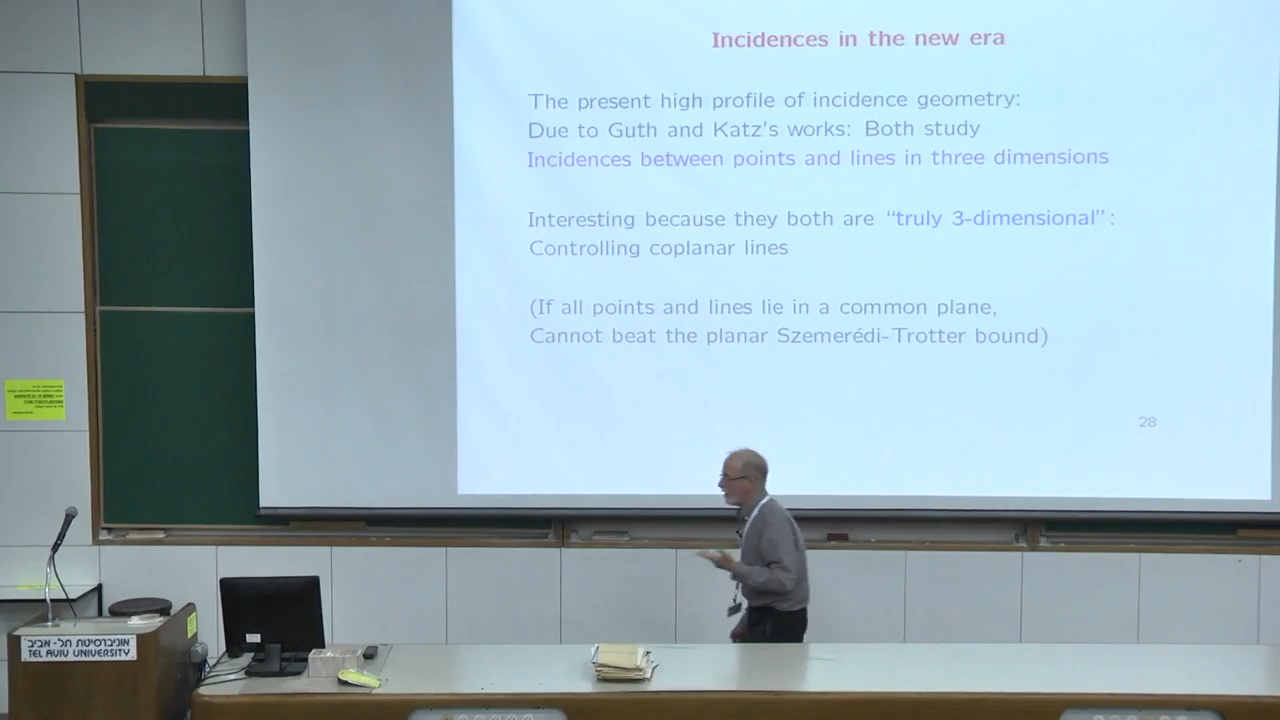 Incidences in the new era
The present high profile of incidence geometry:
Due to Guth and Katz's works: Both study
Incidences between points and lines in three dimensions
Interesting because they both are “truly 3-dimensional”:
Controlling coplanar lines
(If all points and lines lie in a common plane,
Cannot beat the planar Szemerédi-Trotter bound)
28
אוניברסיטת תל-אביב
TEL AVIV UNIVERSITY